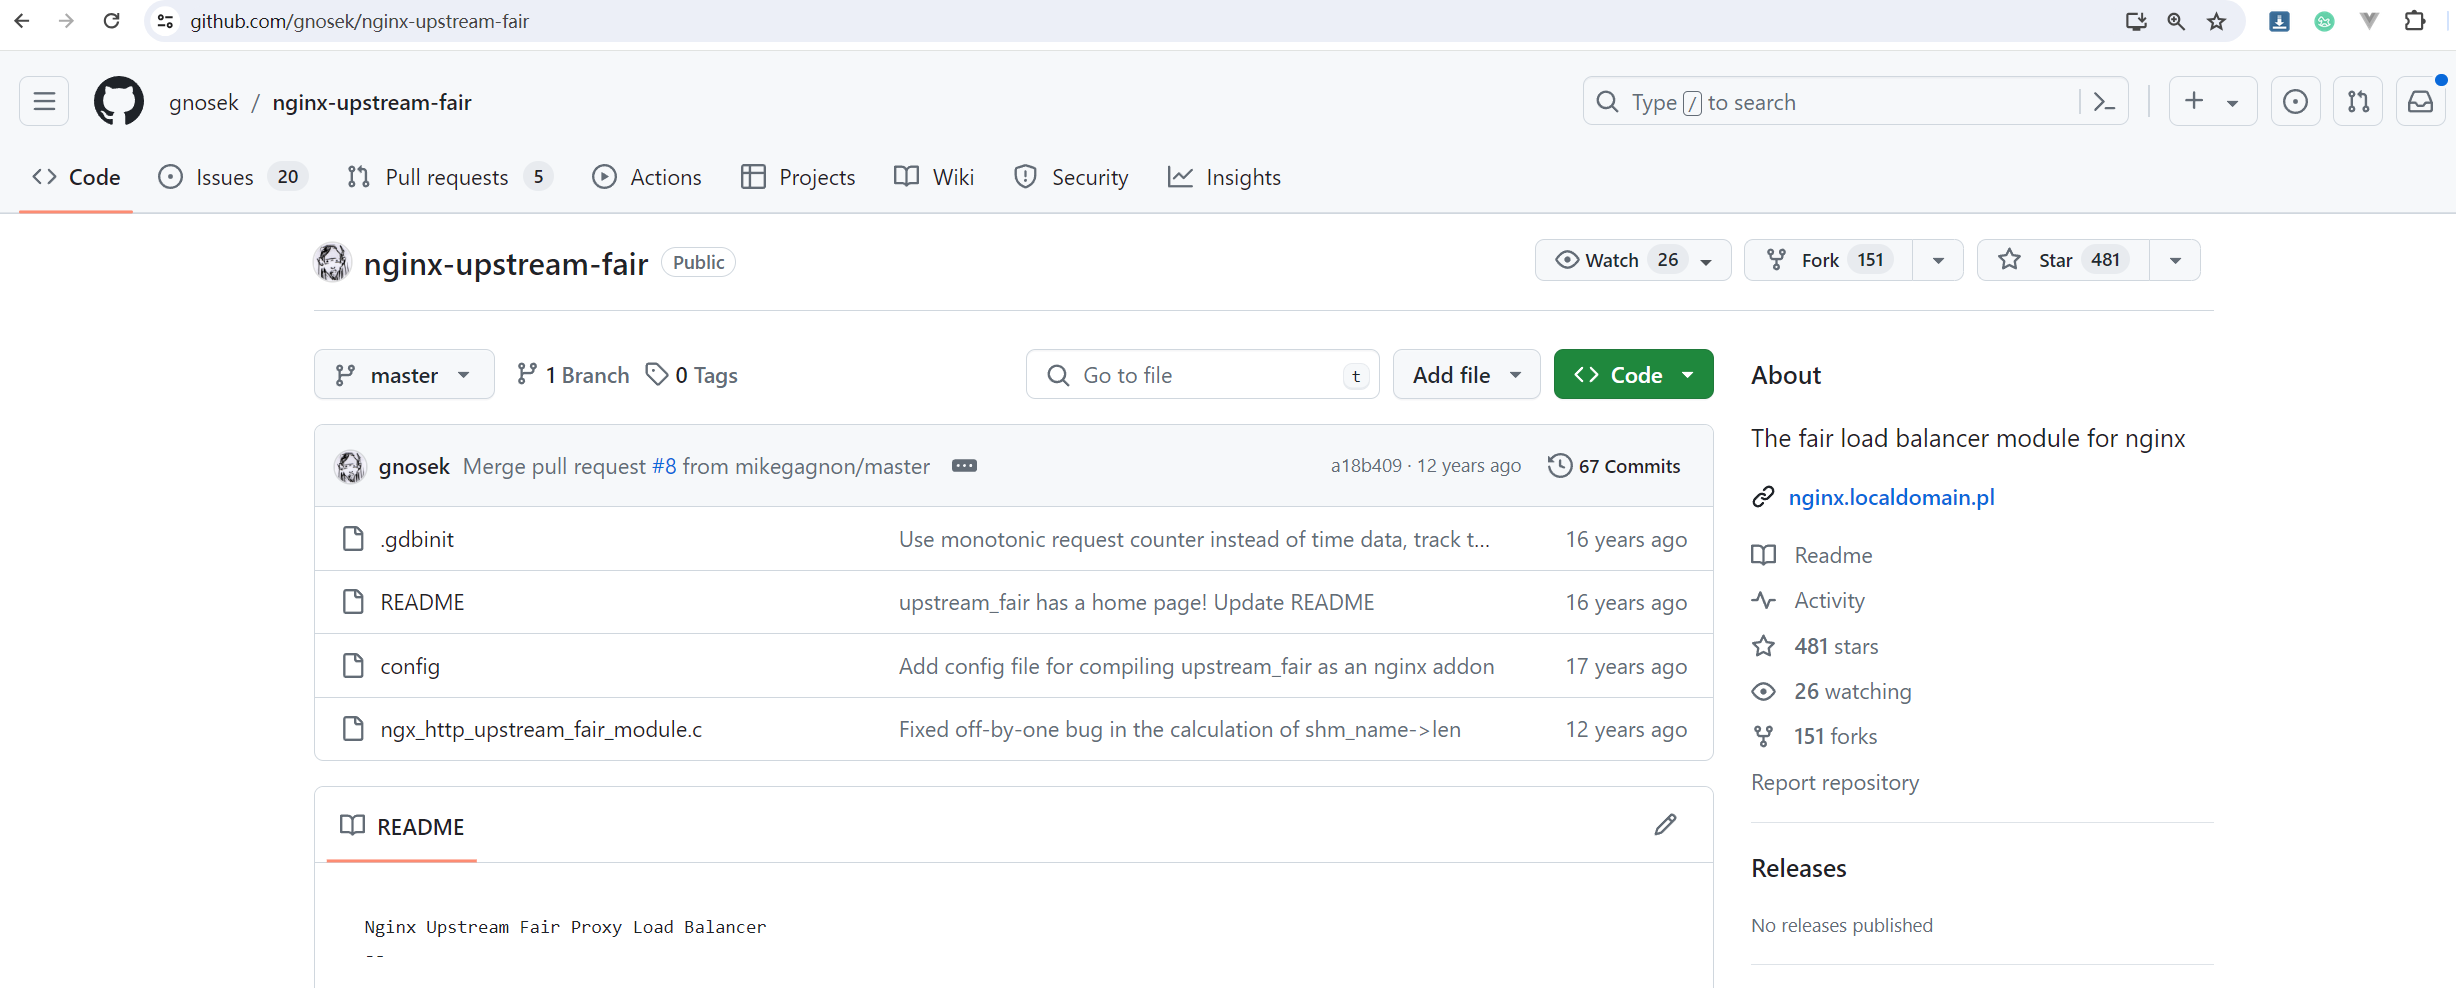 github.com/gnosek/nginx-upstream-fair
gnosek / nginx-upstream-fair
Type / to search
Code
Issues 20
Pull requests 5
Actions
Projects
Wiki
Security
Insights
nginx-upstream-fair Public
Watch 26
Fork 151
Star 481
master
1 Branch
0 Tags
Go to file t
Add file
Code
gnosek Merge pull request #8 from mikegagnon/master
a18b409 · 12 years ago
67 Commits
.gdbinit Use monotonic request counter instead of time data, track t... 16 years ago
README upstream_fair has a home page! Update README 16 years ago
config Add config file for compiling upstream_fair as an nginx addon 17 years ago
ngx_http_upstream_fair_module.c Fixed off-by-one bug in the calculation of shm_name->len 12 years ago
README
Nginx Upstream Fair Proxy Load Balancer
--
About
The fair load balancer module for nginx
nginx.localdomain.pl
Readme
Activity
481 stars
26 watching
151 forks
Report repository
Releases
No releases published